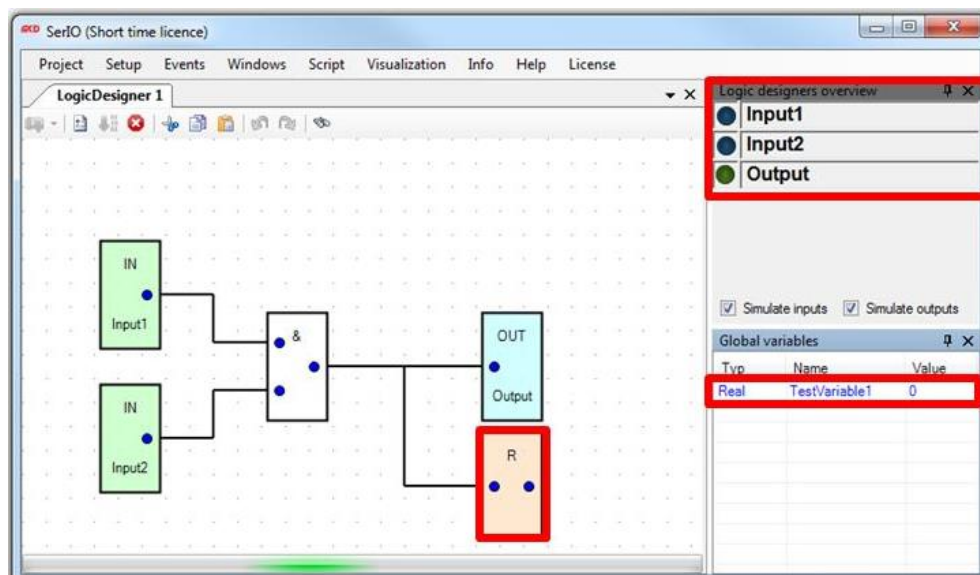 SerIO (Short time licence)
Project Setup Events Windows Script Visualization Info Help License
LogicDesigner 1
Logic designers overview
Input1
Input2
Output
IN
Input1
&
OUT
Output
IN
Input2
R
Simulate inputs Simulate outputs
Global variables
Typ Name Value
Real TestVariable1 0